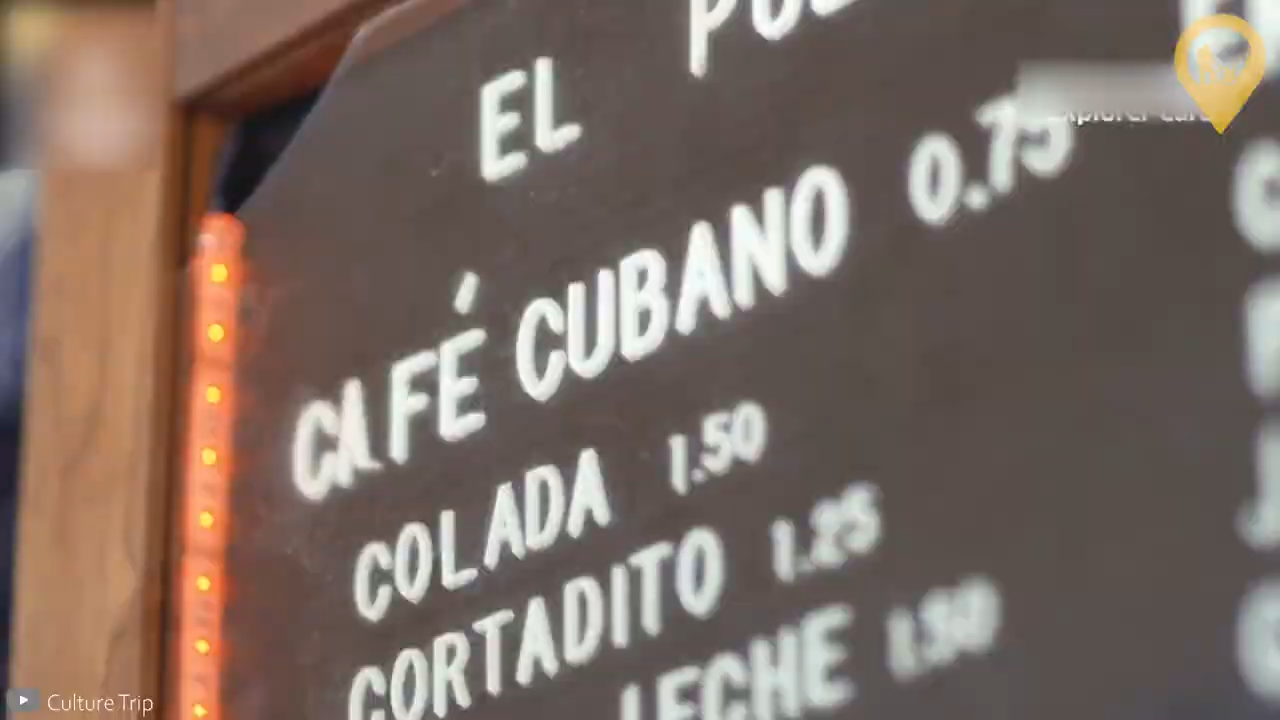 EL
CAFÉ CUBANO 0.75
COLADA 1.50
CORTADITO 1.25
LECHE 1.50
Culture Trip